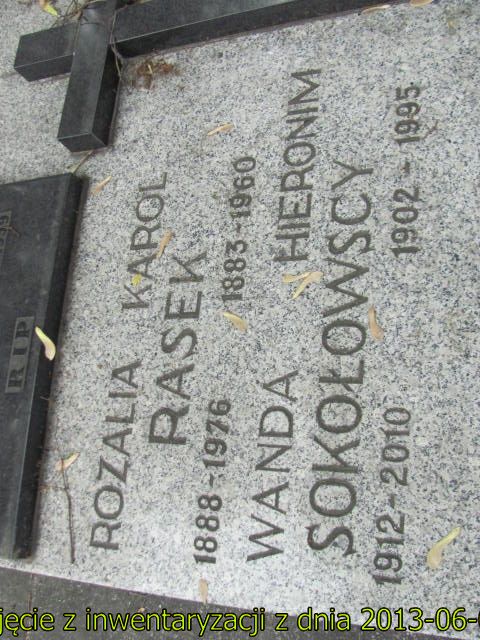 ROZALIA KAROL
RASEK
1888-1976 1883-1960
WANDA HIERONIM
SOKOŁOWSCY
1912-2010 1902-1995
RIP
jęcie z inwentaryzacji z dnia 2013-06-